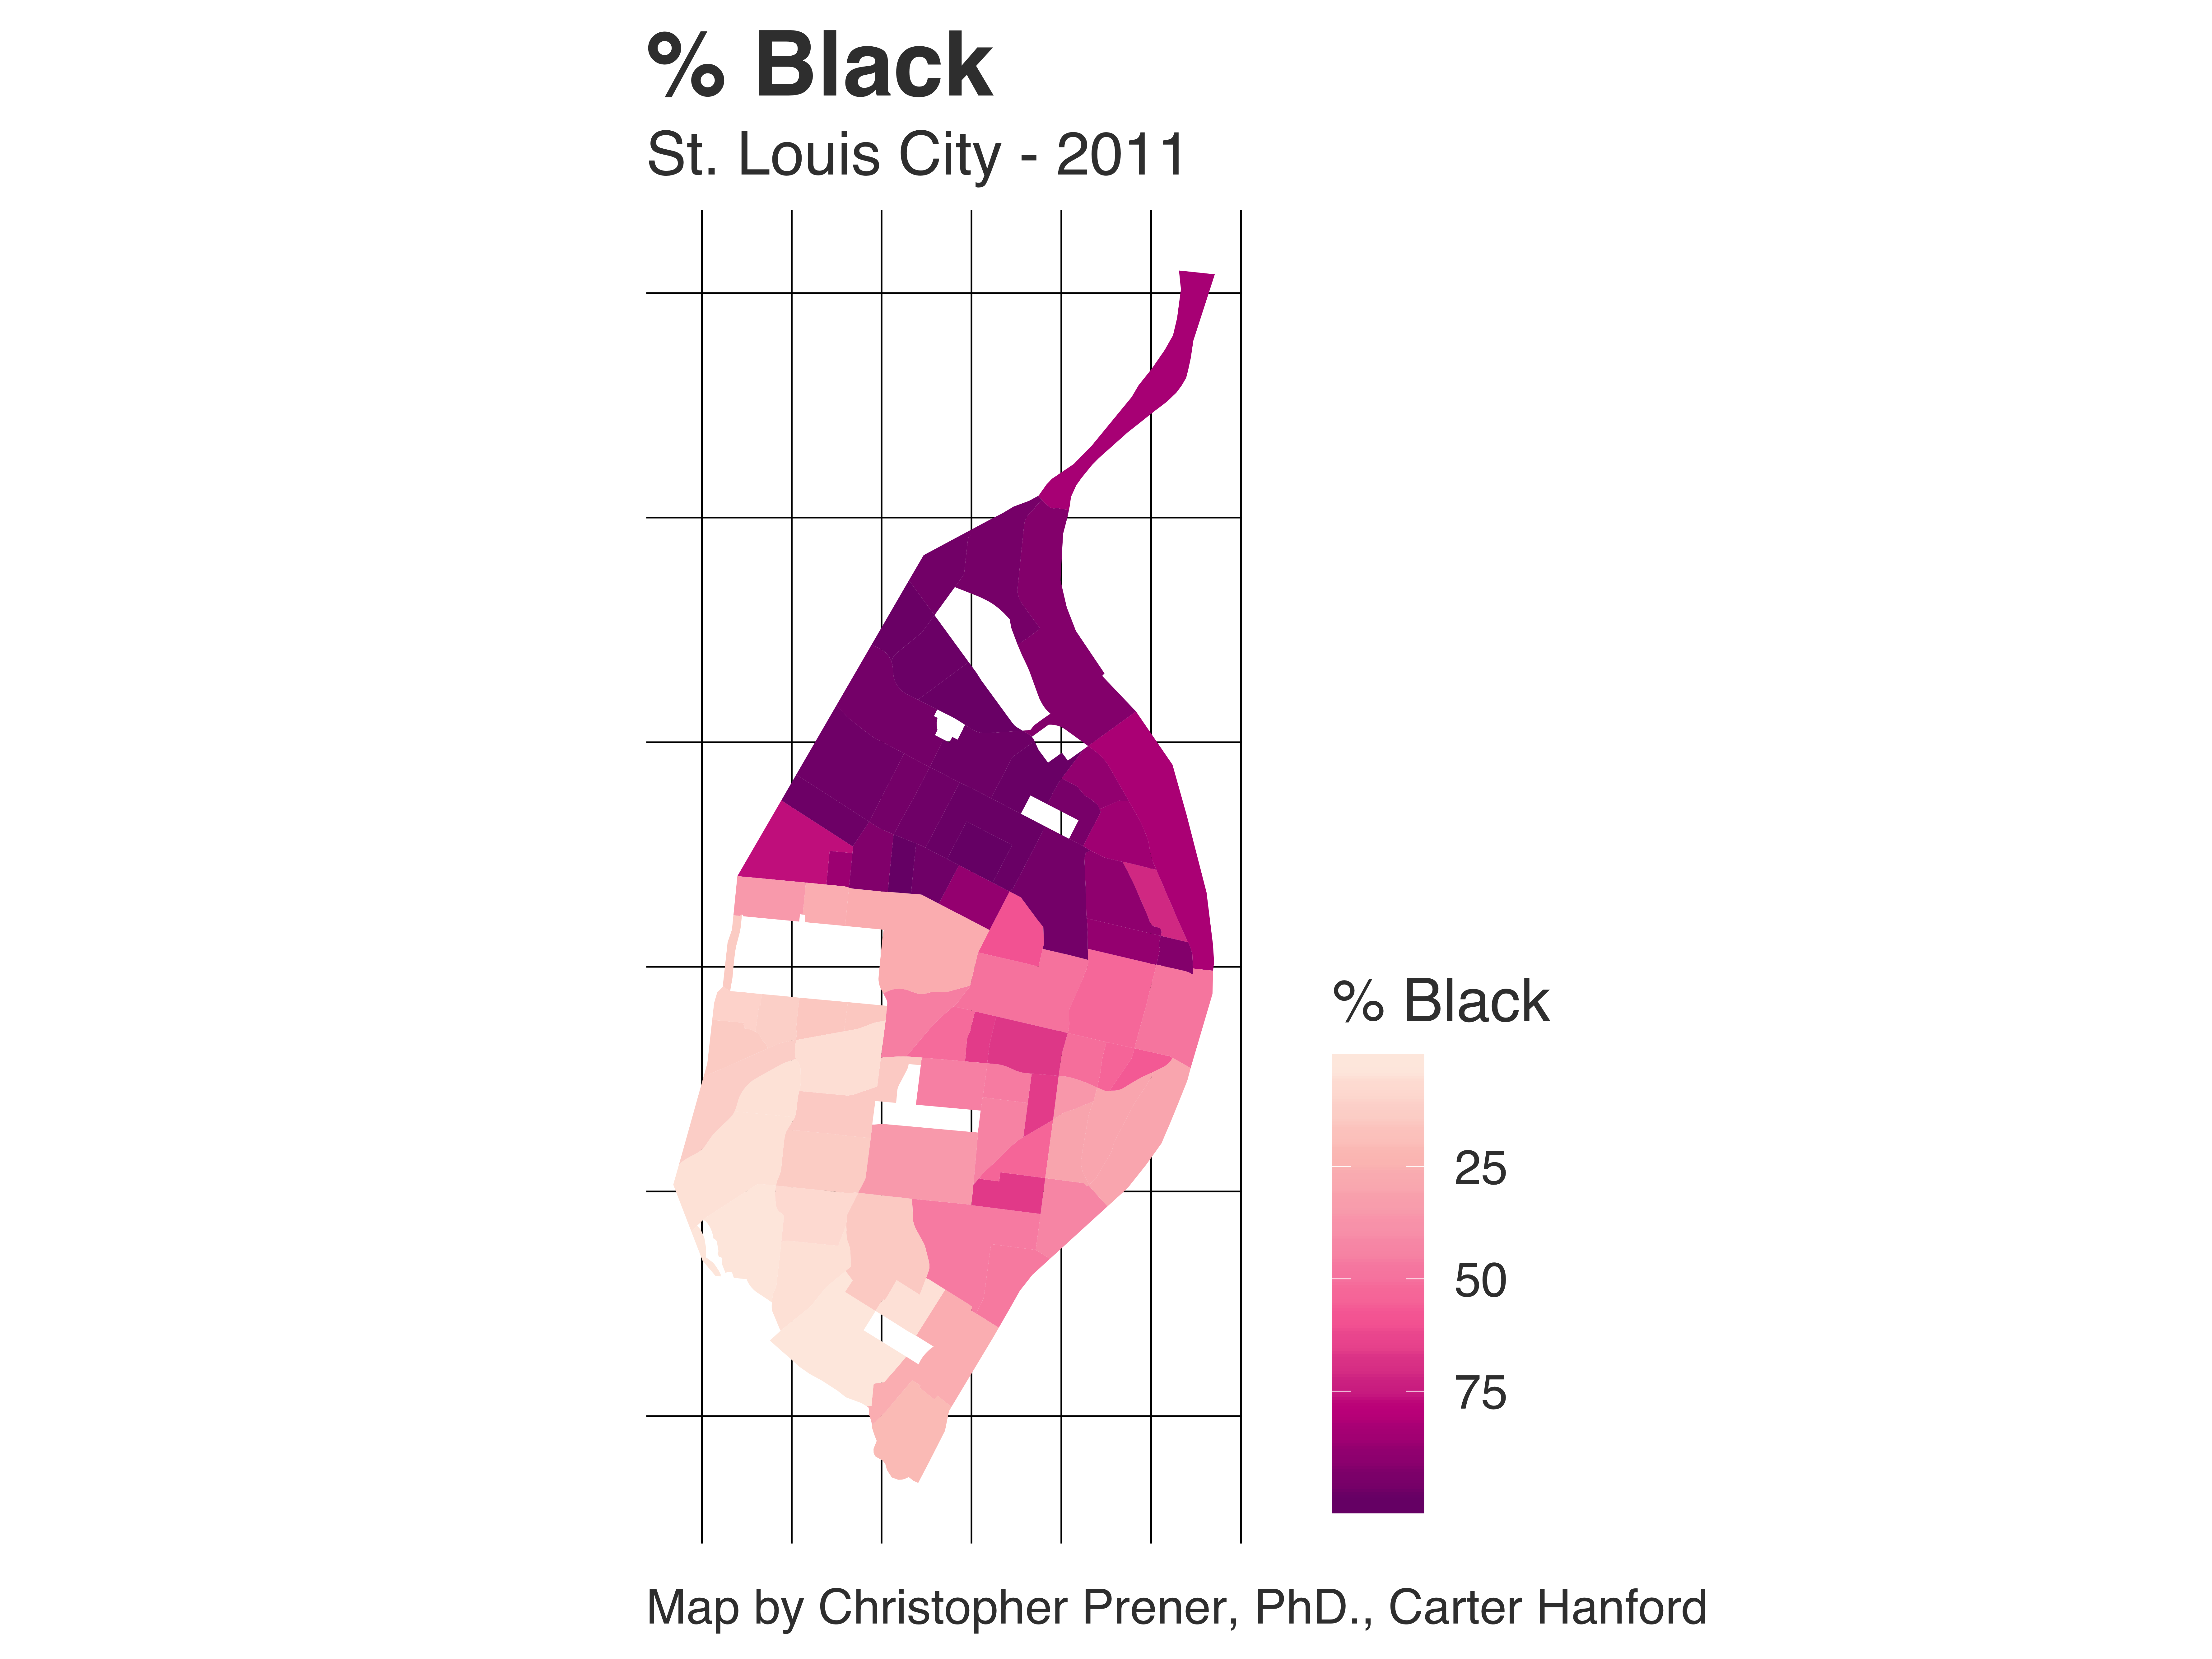 % Black
St. Louis City - 2011
% Black
25
50
75
Map by Christopher Prener, PhD., Carter Hanford